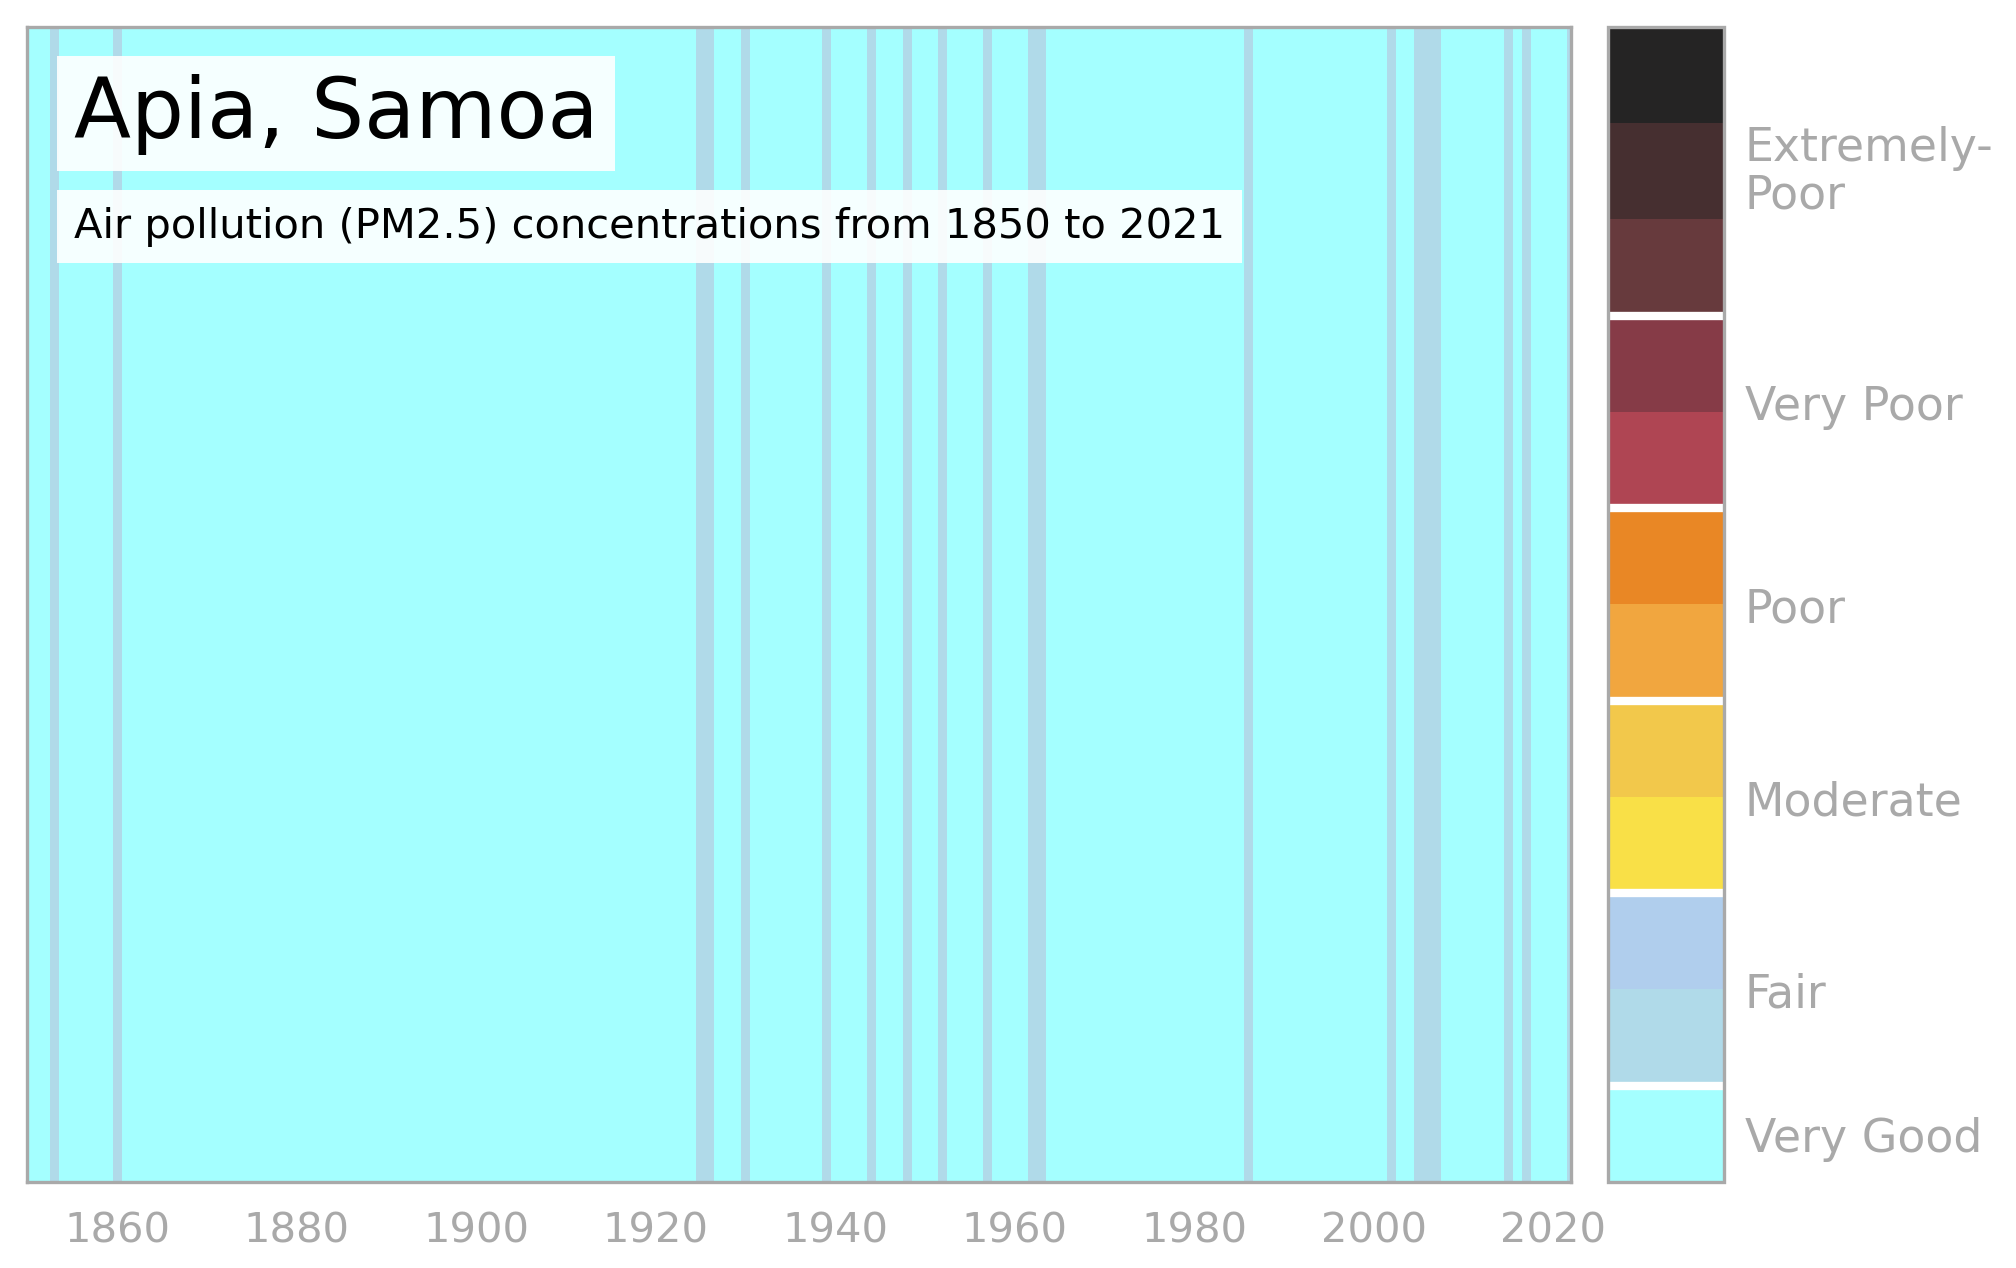 Apia, Samoa
Air pollution (PM2.5) concentrations from 1850 to 2021
Extremely-
Poor
Very Poor
Poor
Moderate
Fair
Very Good
1860 1880 1900 1920 1940 1960 1980 2000 2020